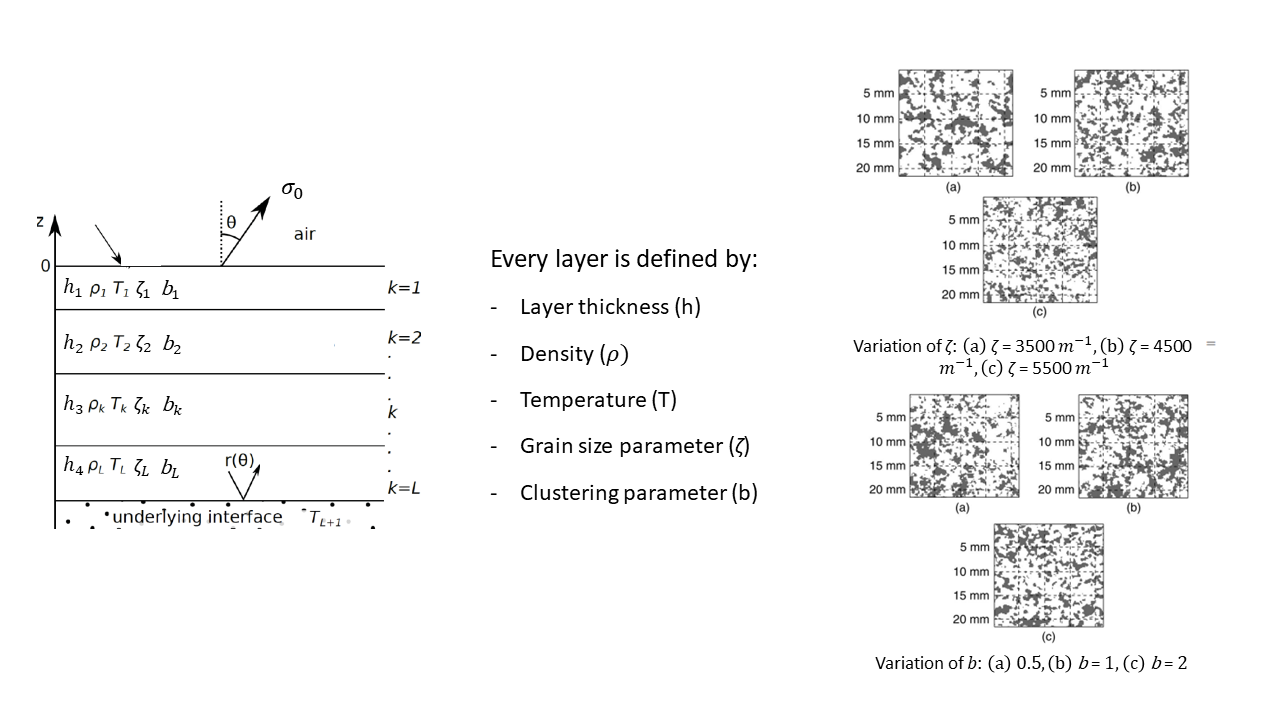 σ₀
z
θ
air
0
h₁ ρ₁ T₁ ζ₁ b₁
k=1
h₂ ρ₂ T₂ ζ₂ b₂
k=2
.
.
h₃ ρₖ Tₖ ζₖ bₖ
k
.
.
h₄ ρ_L T_L ζ_L b_L
r(θ)
k=L
underlying interface
T_L+1
Every layer is defined by:
- Layer thickness (h)
- Density (ρ)
- Temperature (T)
- Grain size parameter (ζ)
- Clustering parameter (b)
5 mm
10 mm
15 mm
20 mm
(a)
5 mm
10 mm
15 mm
20 mm
(b)
5 mm
10 mm
15 mm
20 mm
(c)
Variation of ζ: (a) ζ = 3500 m⁻¹, (b) ζ = 4500 =
m⁻¹, (c) ζ = 5500 m⁻¹
5 mm
10 mm
15 mm
20 mm
(a)
5 mm
10 mm
15 mm
20 mm
(b)
5 mm
10 mm
15 mm
20 mm
(c)
Variation of b: (a) 0.5, (b) b = 1, (c) b = 2